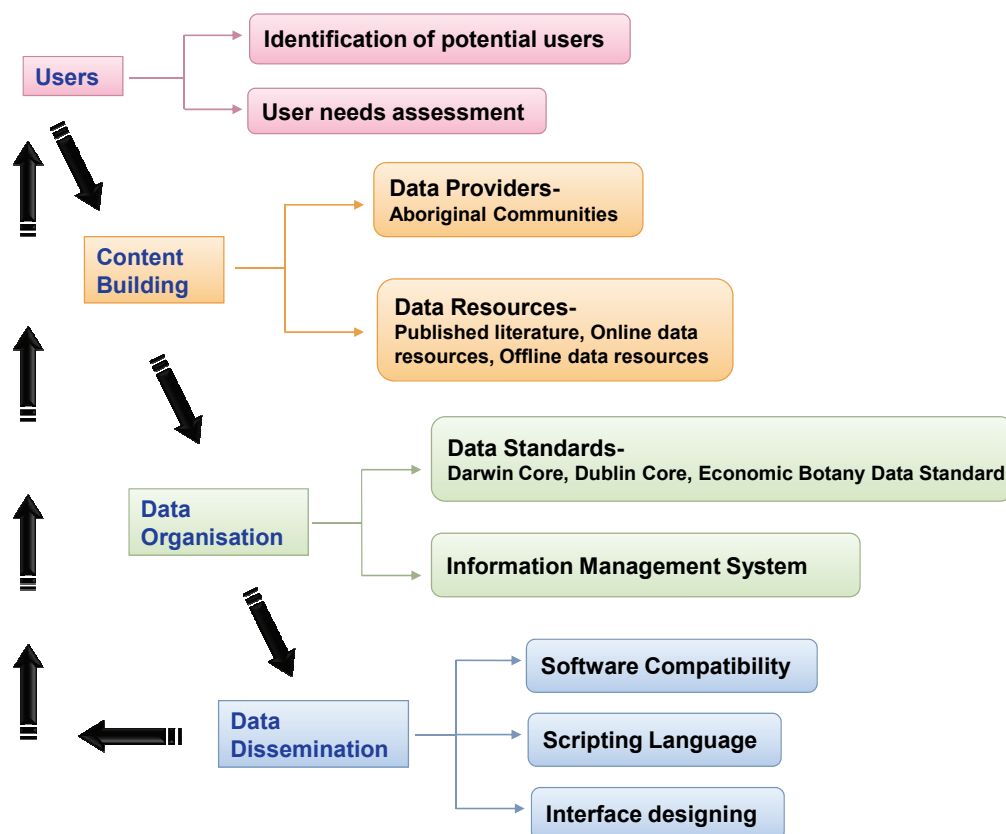 Identification of potential users
Users
User needs assessment
Data Providers-
Aboriginal Communities
Content
Building
Data Resources-
Published literature, Online data
resources, Offline data resources
Data Standards-
Darwin Core, Dublin Core, Economic Botany Data Standard
Data
Organisation
Information Management System
Software Compatibility
Data
Dissemination
Scripting Language
Interface designing